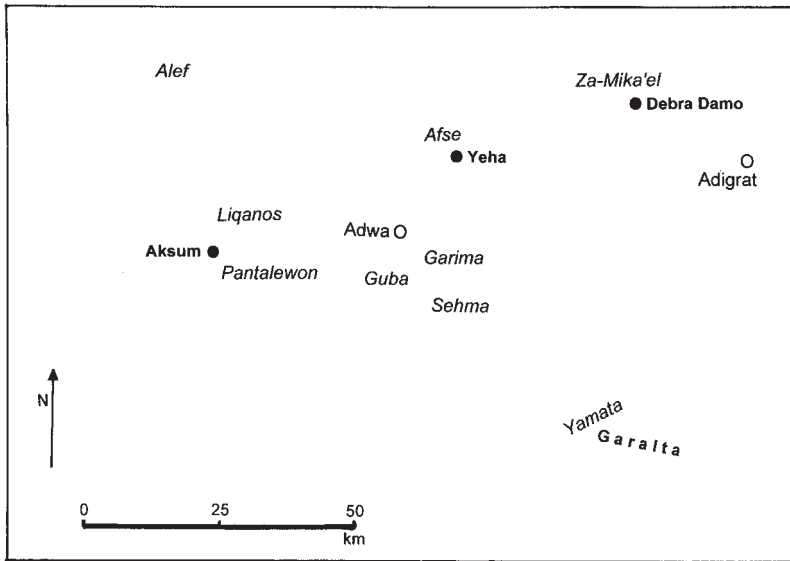 Alef
Za-Mika'el
Debra Damo
Afse
Yeha
Adigrat
Liqanos
Adwa
Aksum
Garima
Pantalewon
Guba
Sehma
N
Yamata
Garalta
0 25 50
km